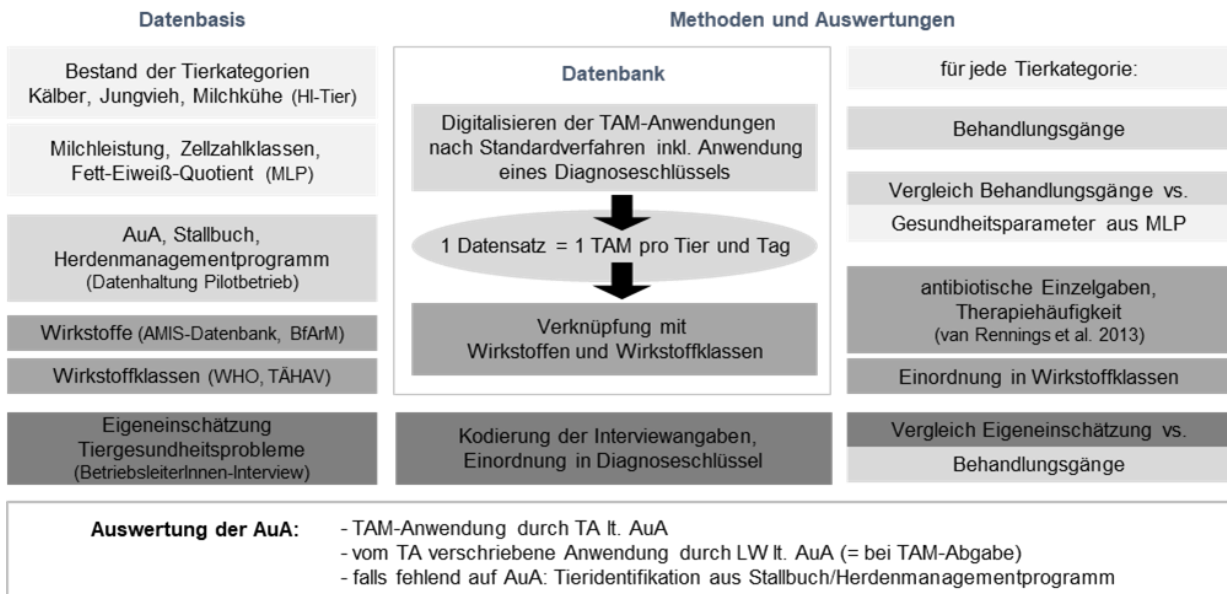 Datenbasis
Methoden und Auswertungen
Bestand der Tierkategorien
Kälber, Jungvieh, Milchkühe (HI-Tier)
Milchleistung, Zellzahlklassen,
Fett-Eiweiß-Quotient (MLP)
AuA, Stallbuch,
Herdenmanagementprogramm
(Datenhaltung Pilotbetrieb)
Wirkstoffe (AMIS-Datenbank, BfArM)
Wirkstoffklassen (WHO, TÄHAV)
Eigeneinschätzung
Tiergesundheitsprobleme
(BetriebsleiterInnen-Interview)
Datenbank
Digitalisieren der TAM-Anwendungen
nach Standardverfahren inkl. Anwendung
eines Diagnoseschlüssels
1 Datensatz = 1 TAM pro Tier und Tag
Verknüpfung mit
Wirkstoffen und Wirkstoffklassen
Kodierung der Interviewangaben,
Einordnung in Diagnoseschlüssel
für jede Tierkategorie:
Behandlungsgänge
Vergleich Behandlungsgänge vs.
Gesundheitsparameter aus MLP
antibiotische Einzelgaben,
Therapiehäufigkeit
(van Rennings et al. 2013)
Einordnung in Wirkstoffklassen
Vergleich Eigeneinschätzung vs.
Behandlungsgänge
Auswertung der AuA:
- TAM-Anwendung durch TA lt. AuA
- vom TA verschriebene Anwendung durch LW lt. AuA (= bei TAM-Abgabe)
- falls fehlend auf AuA: Tieridentifikation aus Stallbuch/Herdenmanagementprogramm